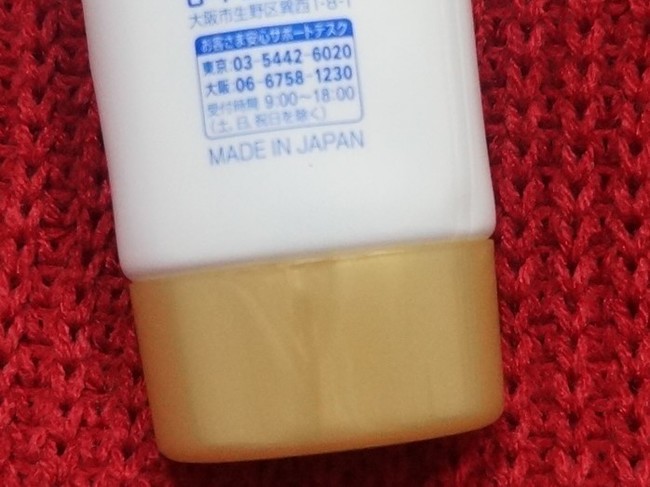 大阪市生野区巽西1-8-1
お客さま安心サポートデスク
東京:03-5442-6020
大阪:06-6758-1230
受付時間 9:00～18:00
(土、日、祝日を除く)
MADE IN JAPAN